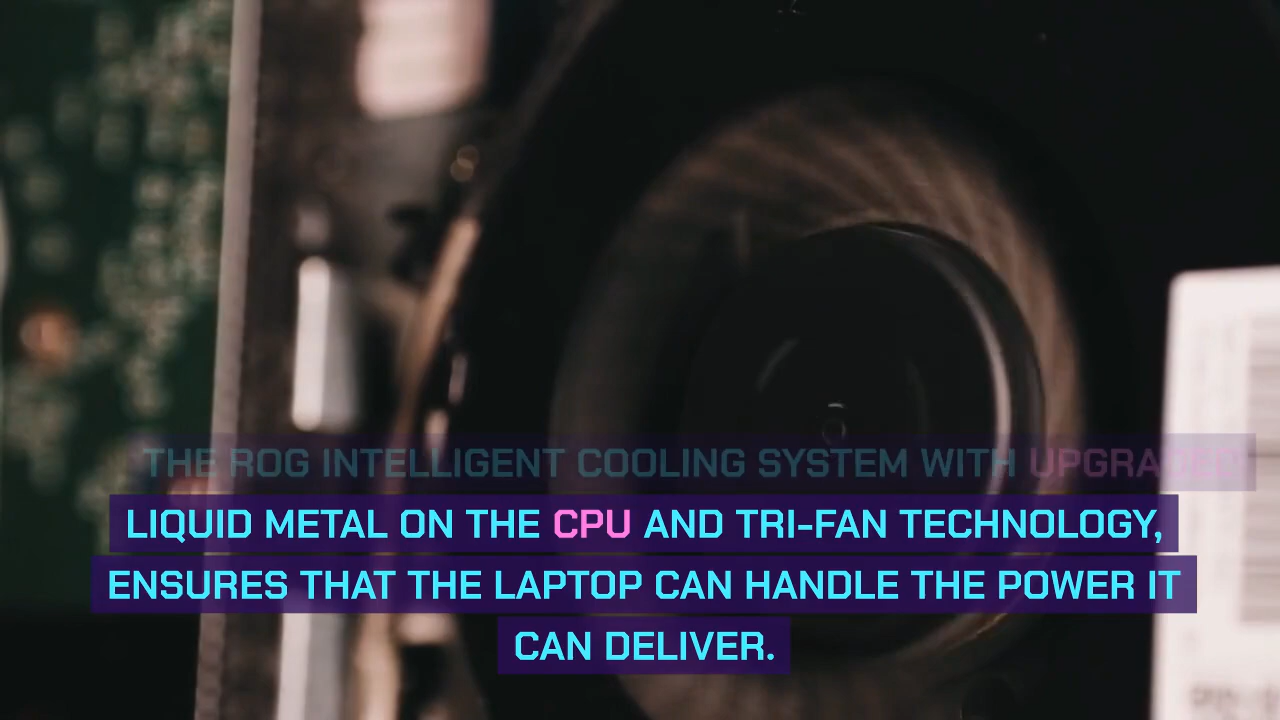 THE ROG INTELLIGENT COOLING SYSTEM WITH UPGRADED
LIQUID METAL ON THE CPU AND TRI-FAN TECHNOLOGY,
ENSURES THAT THE LAPTOP CAN HANDLE THE POWER IT
CAN DELIVER.